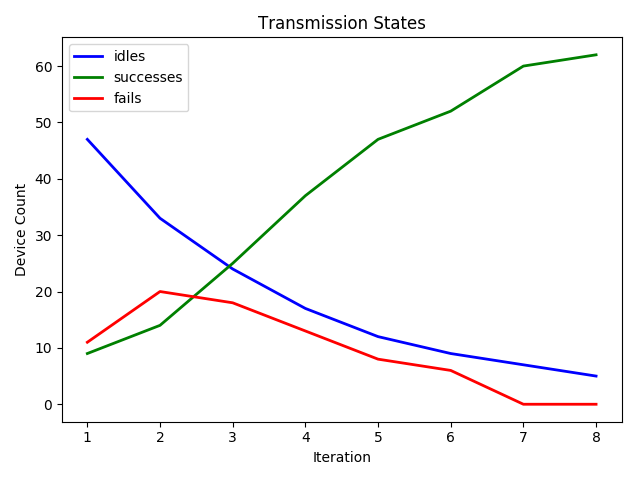 Transmission States
idles
successes
fails
60
50
40
30
20
10
0
Device Count
1 2 3 4 5 6 7 8
Iteration